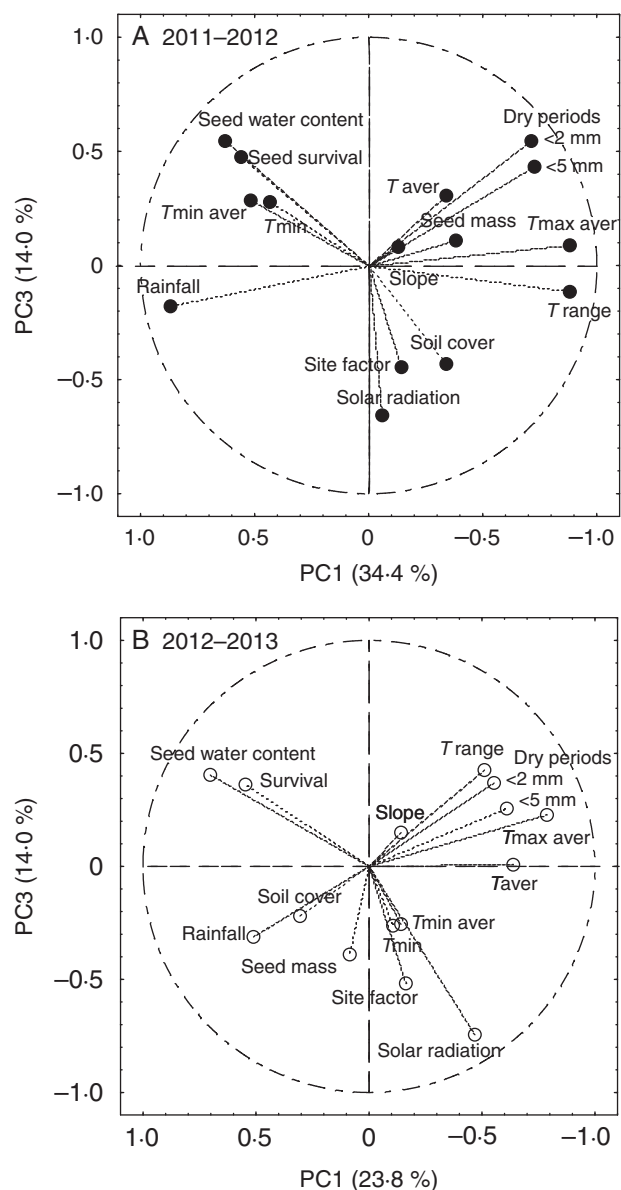 A 2011–2012
1·0
0·5
0
−0·5
−1·0
PC3 (14·0 %)
Seed water content
Seed survival
Tmin aver
Tmin
Rainfall
Dry periods
<2 mm
<5 mm
T aver
Seed mass
Tmax aver
Slope
T range
Soil cover
Site factor
Solar radiation
1·0 0·5 0 −0·5 −1·0
PC1 (34·4 %)
B 2012–2013
1·0
0·5
0
−0·5
−1·0
PC3 (14·0 %)
Seed water content
Survival
T range
Dry periods
<2 mm
<5 mm
Slope
Tmax aver
Taver
Soil cover
Rainfall
Tmin aver
Tmin
Seed mass
Site factor
Solar radiation
1·0 0·5 0 −0·5 −1·0
PC1 (23·8 %)